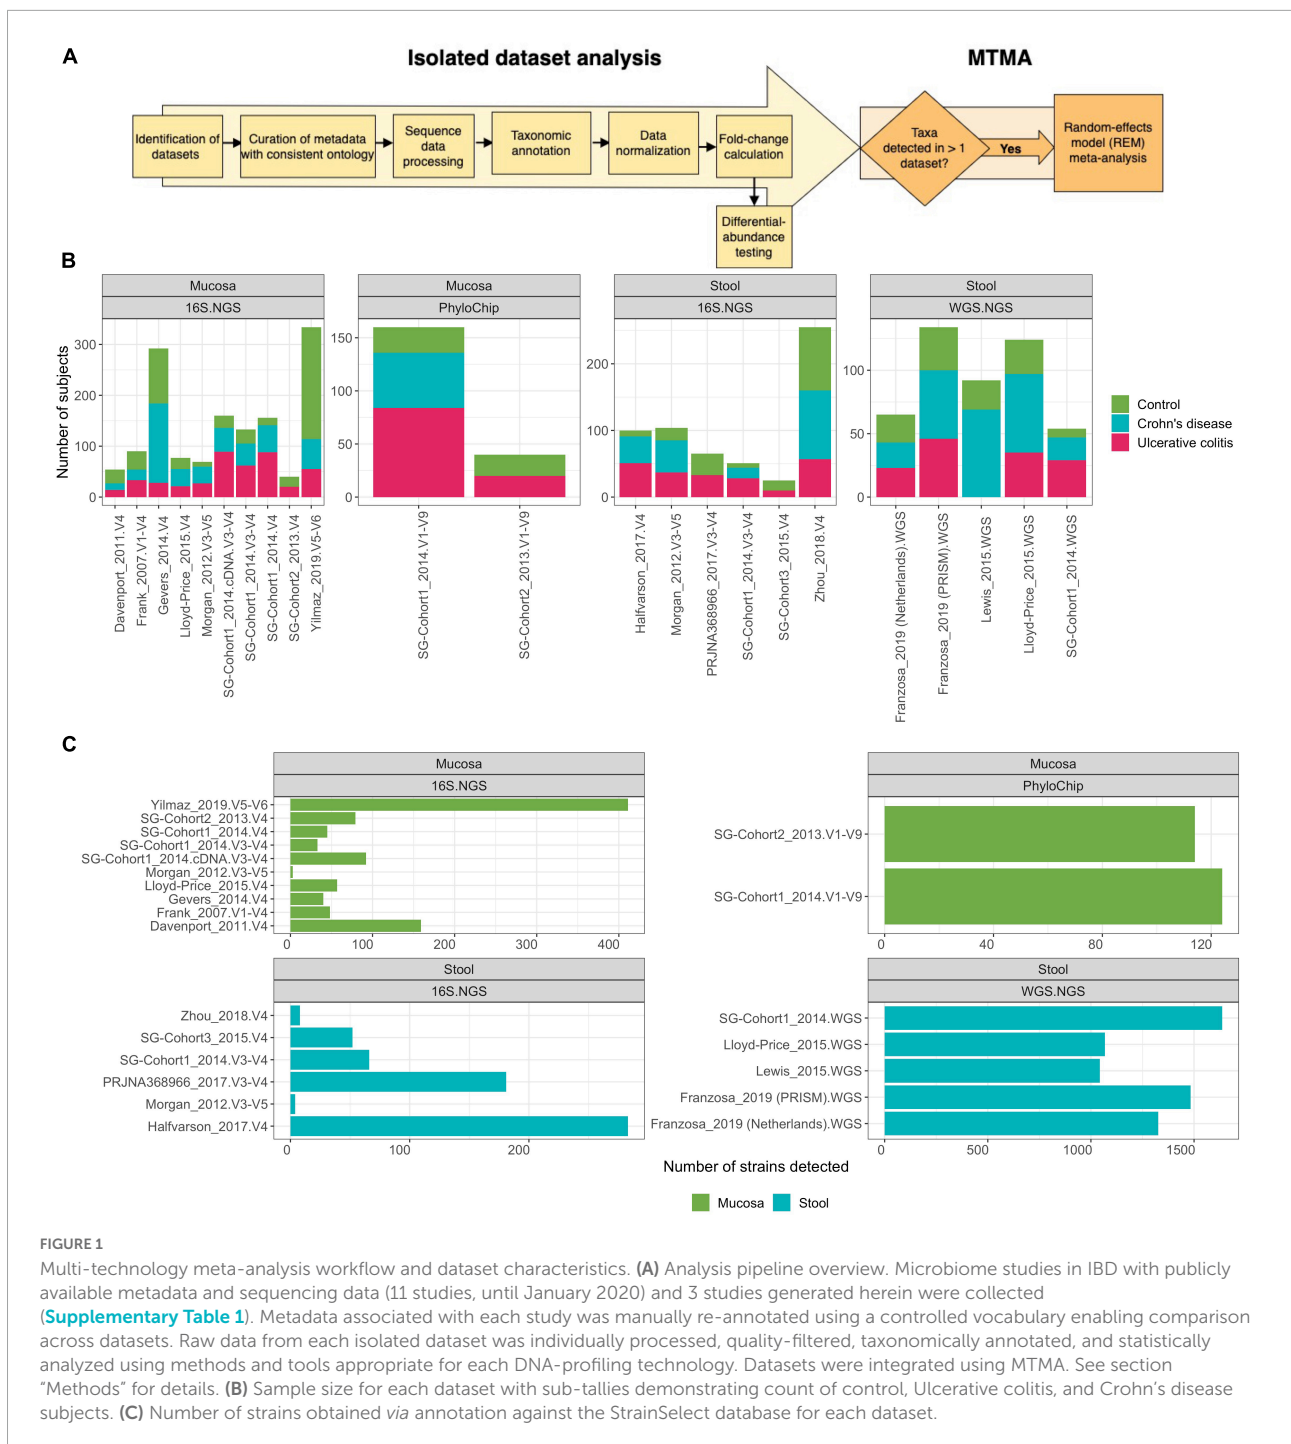 A
Isolated dataset analysis
MTMA
Identification of
datasets
Curation of metadata
with consistent ontology
Sequence
data
processing
Taxonomic
annotation
Data
normalization
Fold-change
calculation
Differential-
abundance
testing
Taxa
detected in > 1
dataset?
Yes
Random-effects
model (REM)
meta-analysis
B
Mucosa
16S.NGS
Mucosa
PhyloChip
Stool
16S.NGS
Stool
WGS.NGS
Number of subjects
300
200
100
0
150
100
50
0
200
100
0
100
50
0
Davenport_2011.V4
Frank_2007.V1-V4
Gevers_2014.V4
Lloyd-Price_2015.V4
Morgan_2012.V3-V5
SG-Cohort1_2014.cDNA.V3-V4
SG-Cohort1_2014.V3-V4
SG-Cohort1_2014.V4
SG-Cohort2_2013.V4
Yilmaz_2019.V5-V6
SG-Cohort1_2014.V1-V9
SG-Cohort2_2013.V1-V9
Halfvarson_2017.V4
Morgan_2012.V3-V5
PRJNA368966_2017.V3-V4
SG-Cohort1_2014.V3-V4
SG-Cohort3_2015.V4
Zhou_2018.V4
Franzosa_2019 (Netherlands).WGS
Franzosa_2019 (PRISM).WGS
Lewis_2015.WGS
Lloyd-Price_2015.WGS
SG-Cohort1_2014.WGS
Control
Crohn's disease
Ulcerative colitis
C
Mucosa
16S.NGS
Yilmaz_2019.V5-V6
SG-Cohort2_2013.V4
SG-Cohort1_2014.V4
SG-Cohort1_2014.V3-V4
SG-Cohort1_2014.cDNA.V3-V4
Morgan_2012.V3-V5
Lloyd-Price_2015.V4
Gevers_2014.V4
Frank_2007.V1-V4
Davenport_2011.V4
0 100 200 300 400
Mucosa
PhyloChip
SG-Cohort2_2013.V1-V9
SG-Cohort1_2014.V1-V9
0 40 80 120
Stool
16S.NGS
Zhou_2018.V4
SG-Cohort3_2015.V4
SG-Cohort1_2014.V3-V4
PRJNA368966_2017.V3-V4
Morgan_2012.V3-V5
Halfvarson_2017.V4
0 100 200
Stool
WGS.NGS
SG-Cohort1_2014.WGS
Lloyd-Price_2015.WGS
Lewis_2015.WGS
Franzosa_2019 (PRISM).WGS
Franzosa_2019 (Netherlands).WGS
0 500 1000 1500
Number of strains detected
Mucosa Stool
FIGURE 1
Multi-technology meta-analysis workflow and dataset characteristics. (A) Analysis pipeline overview. Microbiome studies in IBD with publicly
available metadata and sequencing data (11 studies, until January 2020) and 3 studies generated herein were collected
(Supplementary Table 1). Metadata associated with each study was manually re-annotated using a controlled vocabulary enabling comparison
across datasets. Raw data from each isolated dataset was individually processed, quality-filtered, taxonomically annotated, and statistically
analyzed using methods and tools appropriate for each DNA-profiling technology. Datasets were integrated using MTMA. See section
“Methods” for details. (B) Sample size for each dataset with sub-tallies demonstrating count of control, Ulcerative colitis, and Crohn’s disease
subjects. (C) Number of strains obtained via annotation against the StrainSelect database for each dataset.